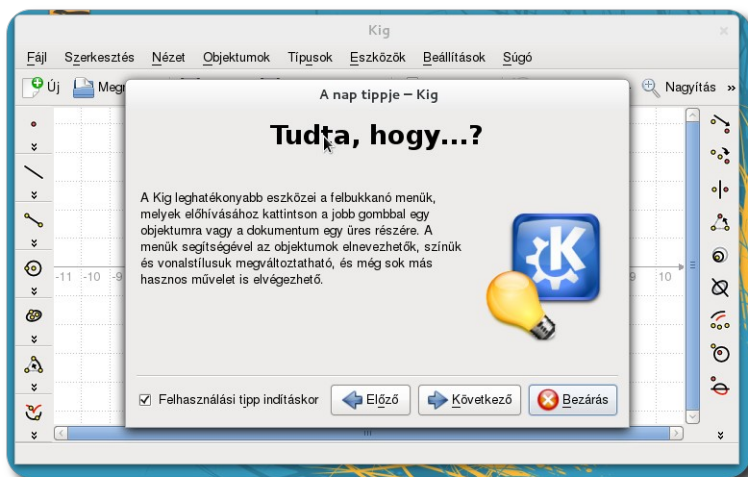 Kig
Fájl Szerkesztés Nézet Objektumok Típusok Eszközök Beállítások Súgó
Új Nagyítás »
A nap tippje – Kig
Tudta, hogy...?
A Kig leghatékonyabb eszközei a felbukkanó menük,
melyek előhívásához kattintson a jobb gombbal egy
objektumra vagy a dokumentum egy üres részére. A
menük segítségével az objektumok elnevezhetők, színük
és vonalstílusuk megváltoztatható, és még sok más
hasznos művelet is elvégezhető.
-11 -10 -9 9 10
Felhasználási tipp indításkor Előző Következő Bezárás